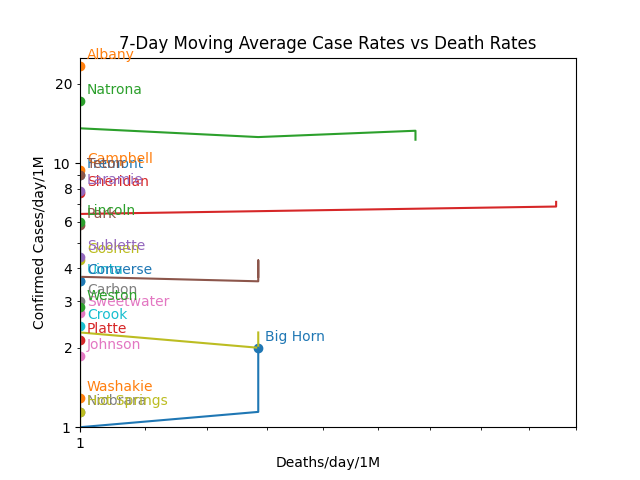 7-Day Moving Average Case Rates vs Death Rates
Albany
20
Natrona
Campbell
10
Fremont
Teton
Laramie
Sheridan
8
Lincoln
Park
6
Sublette
Goshen
4
Uinta
Converse
Carbon
Weston
3
Sweetwater
Crook
Platte
Big Horn
2
Johnson
Washakie
Niobrara
Hot Springs
1
1
Confirmed Cases/day/1M
Deaths/day/1M